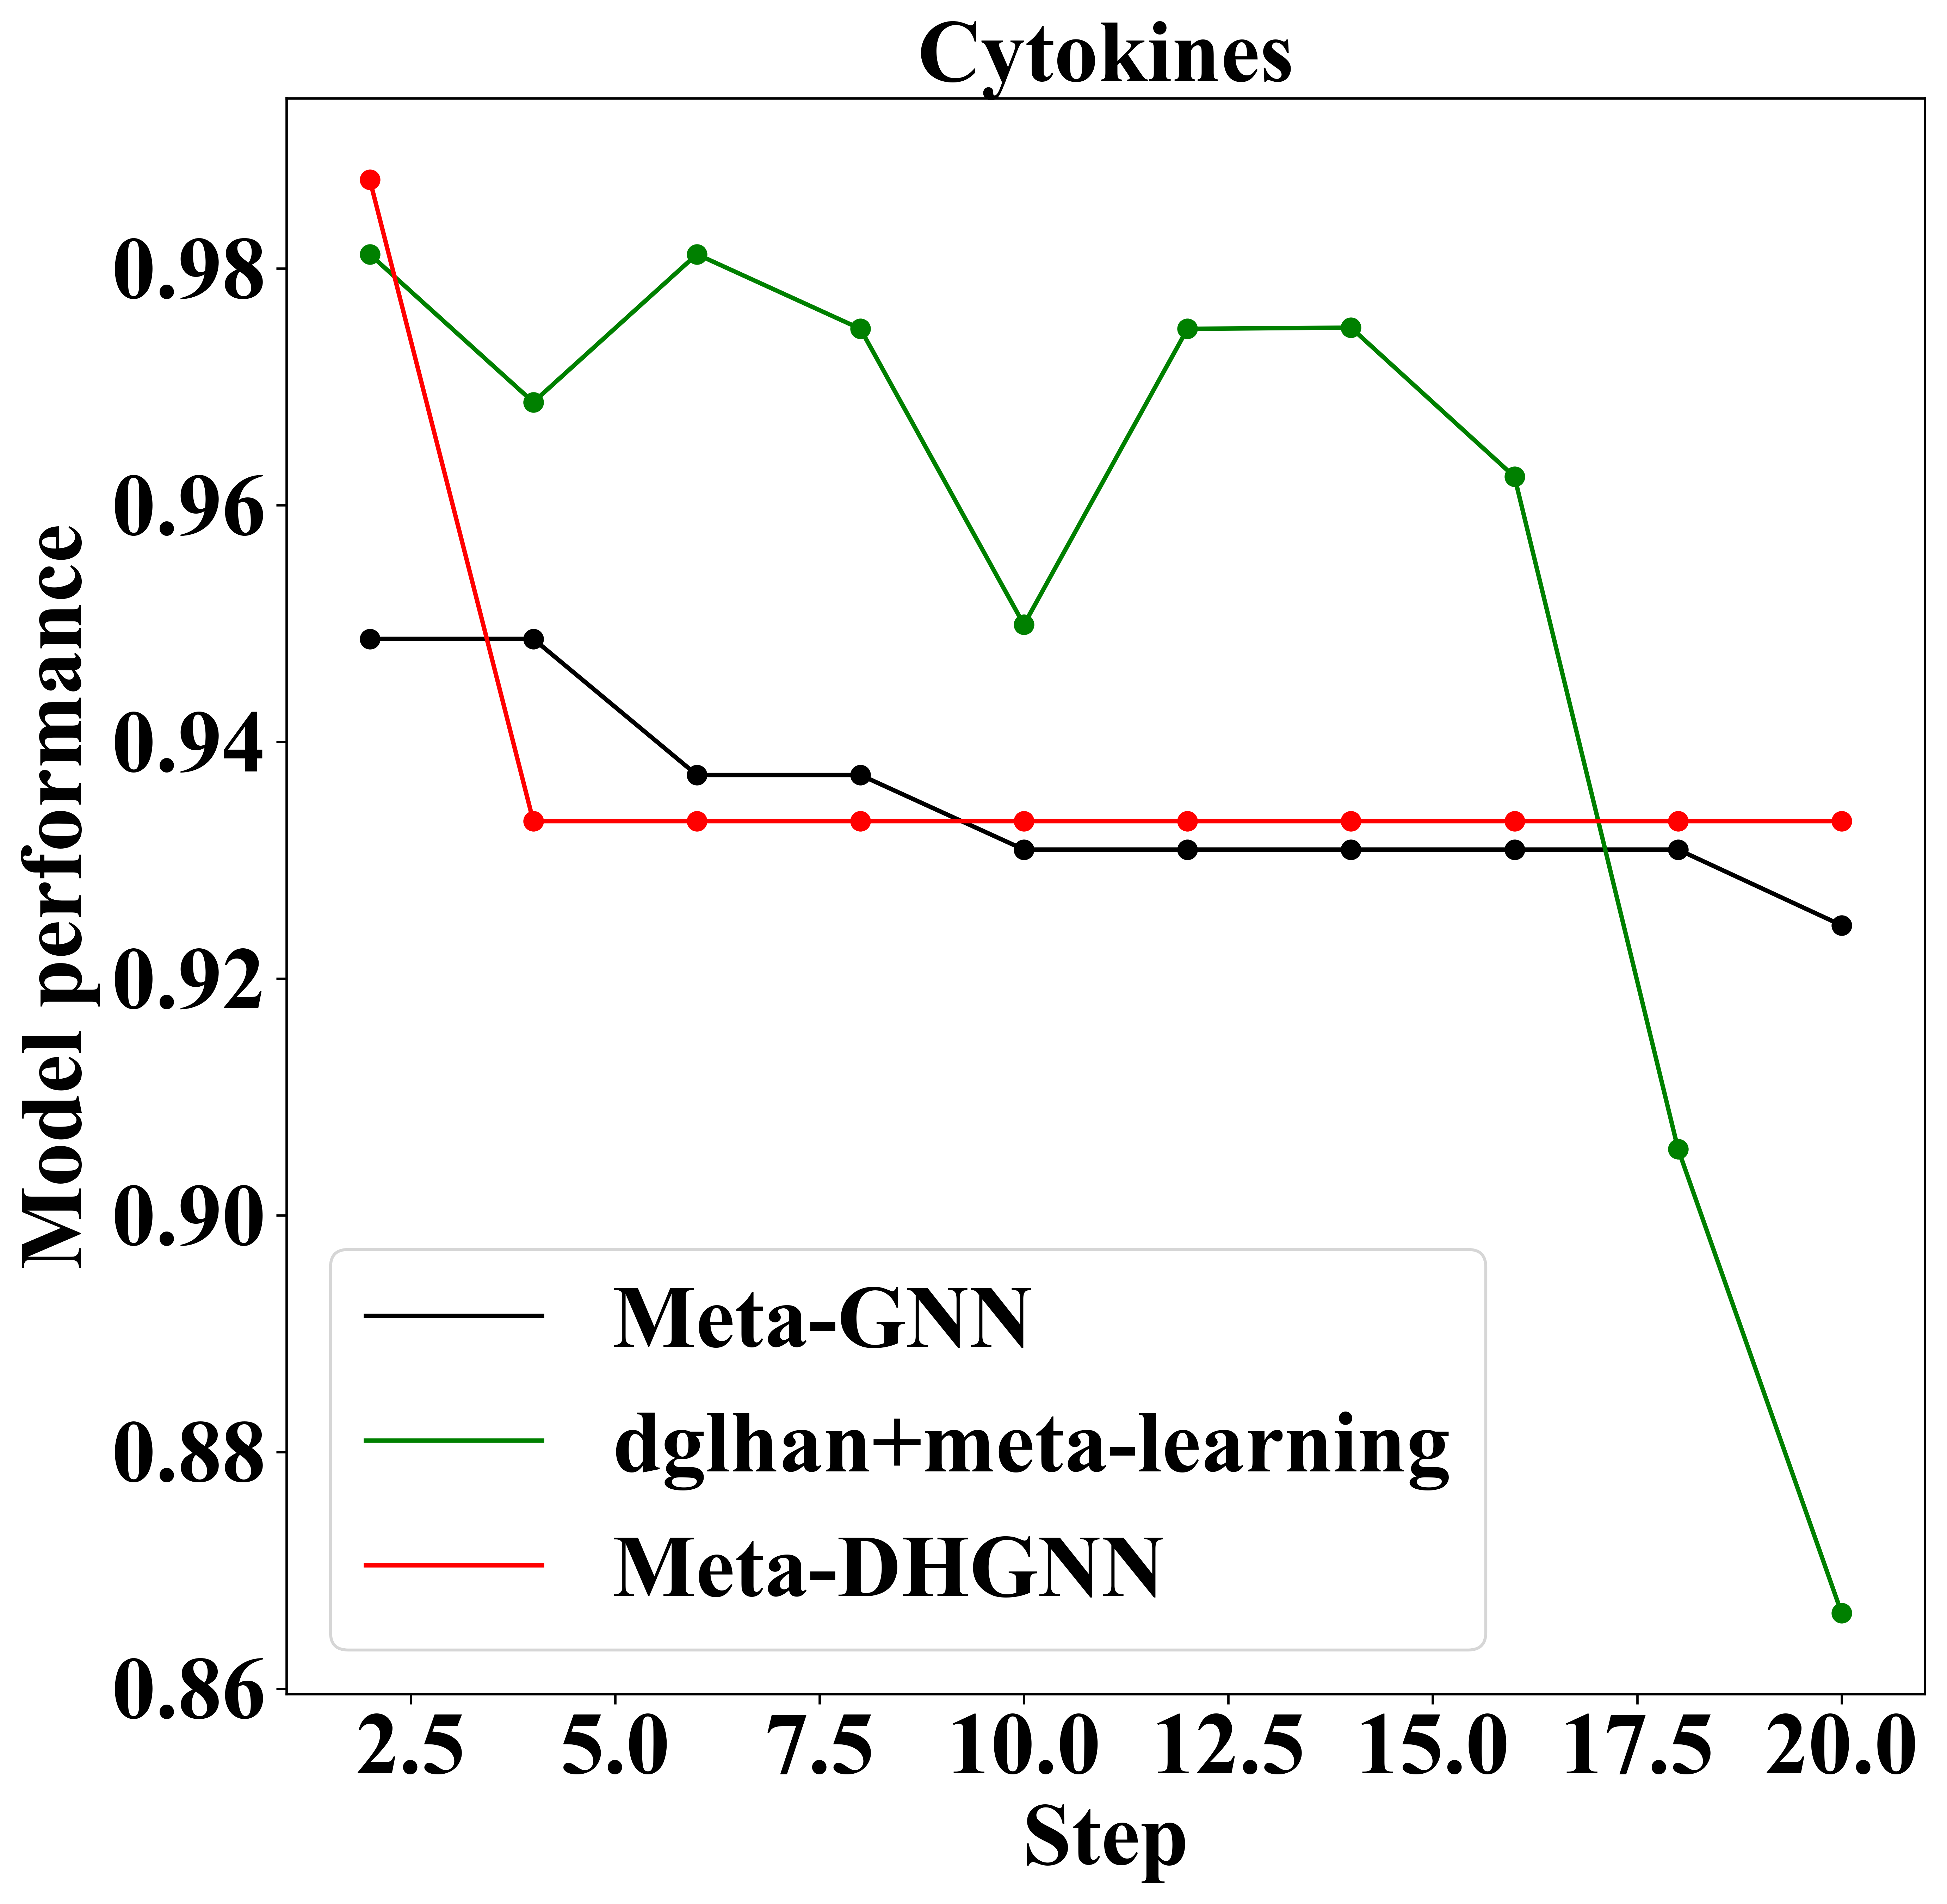 Cytokines
Model performance
0.98
0.96
0.94
0.92
0.90
0.88
0.86
Meta-GNN
dglhan+meta-learning
Meta-DHGNN
2.5 5.0 7.5 10.0 12.5 15.0 17.5 20.0
Step